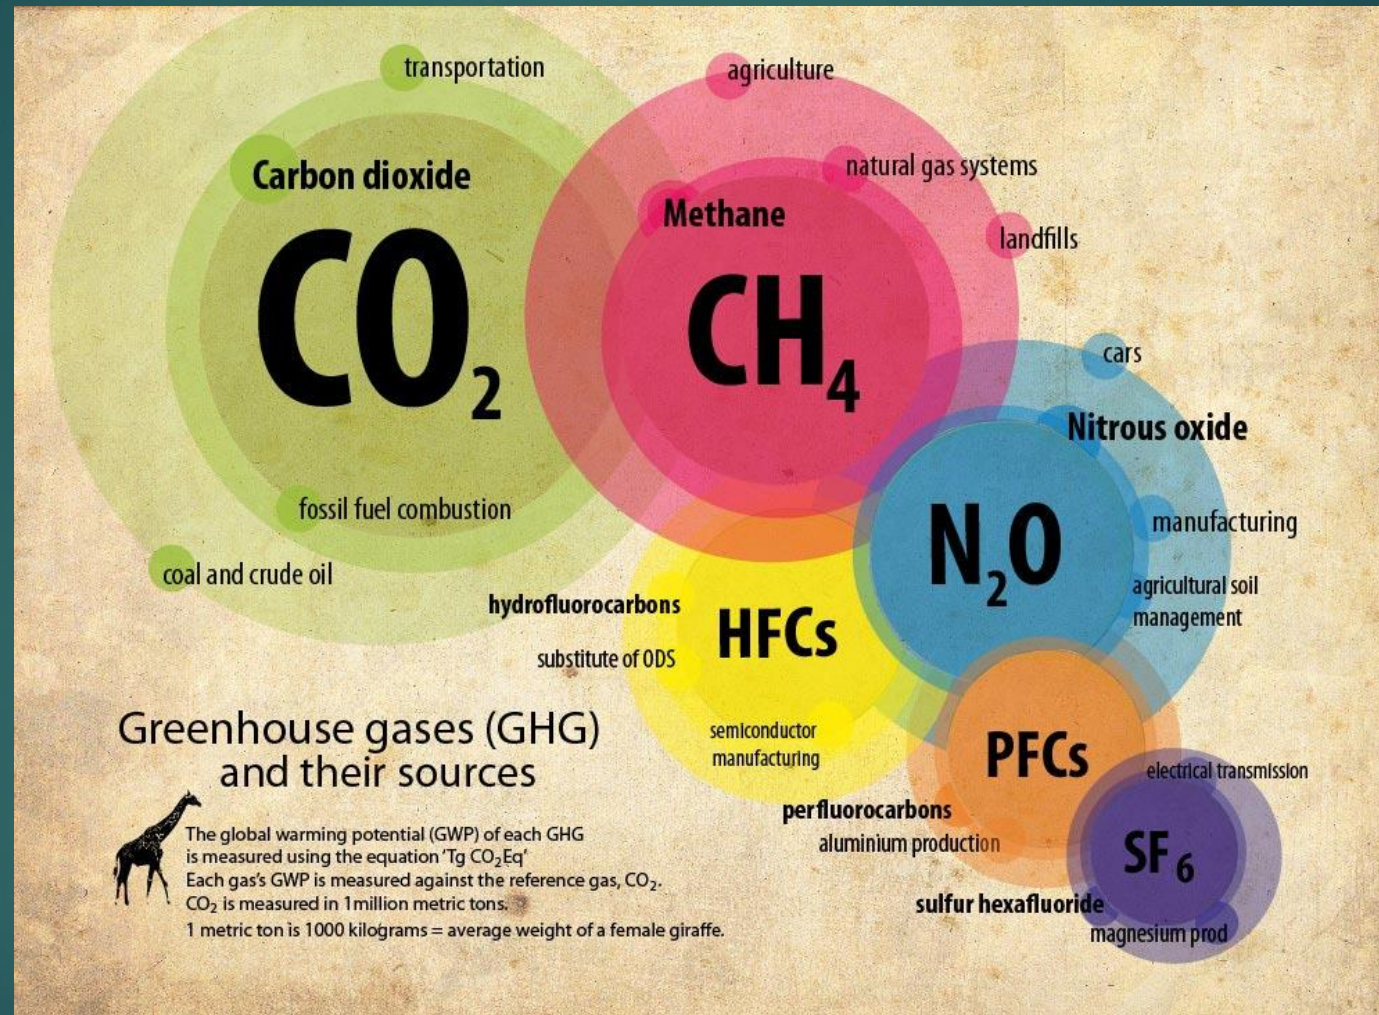 transportation
Carbon dioxide
CO₂
fossil fuel combustion
coal and crude oil
agriculture
natural gas systems
Methane
landfills
CH₄
cars
Nitrous oxide
N₂O
manufacturing
agricultural soil
management
hydrofluorocarbons
HFCs
substitute of ODS
semiconductor
manufacturing
PFCs
perfluorocarbons
aluminium production
electrical transmission
SF₆
sulfur hexafluoride
magnesium prod
Greenhouse gases (GHG)
and their sources
The global warming potential (GWP) of each GHG
is measured using the equation 'Tg CO₂Eq'
Each gas's GWP is measured against the reference gas, CO₂.
CO₂ is measured in 1million metric tons.
1 metric ton is 1000 kilograms = average weight of a female giraffe.